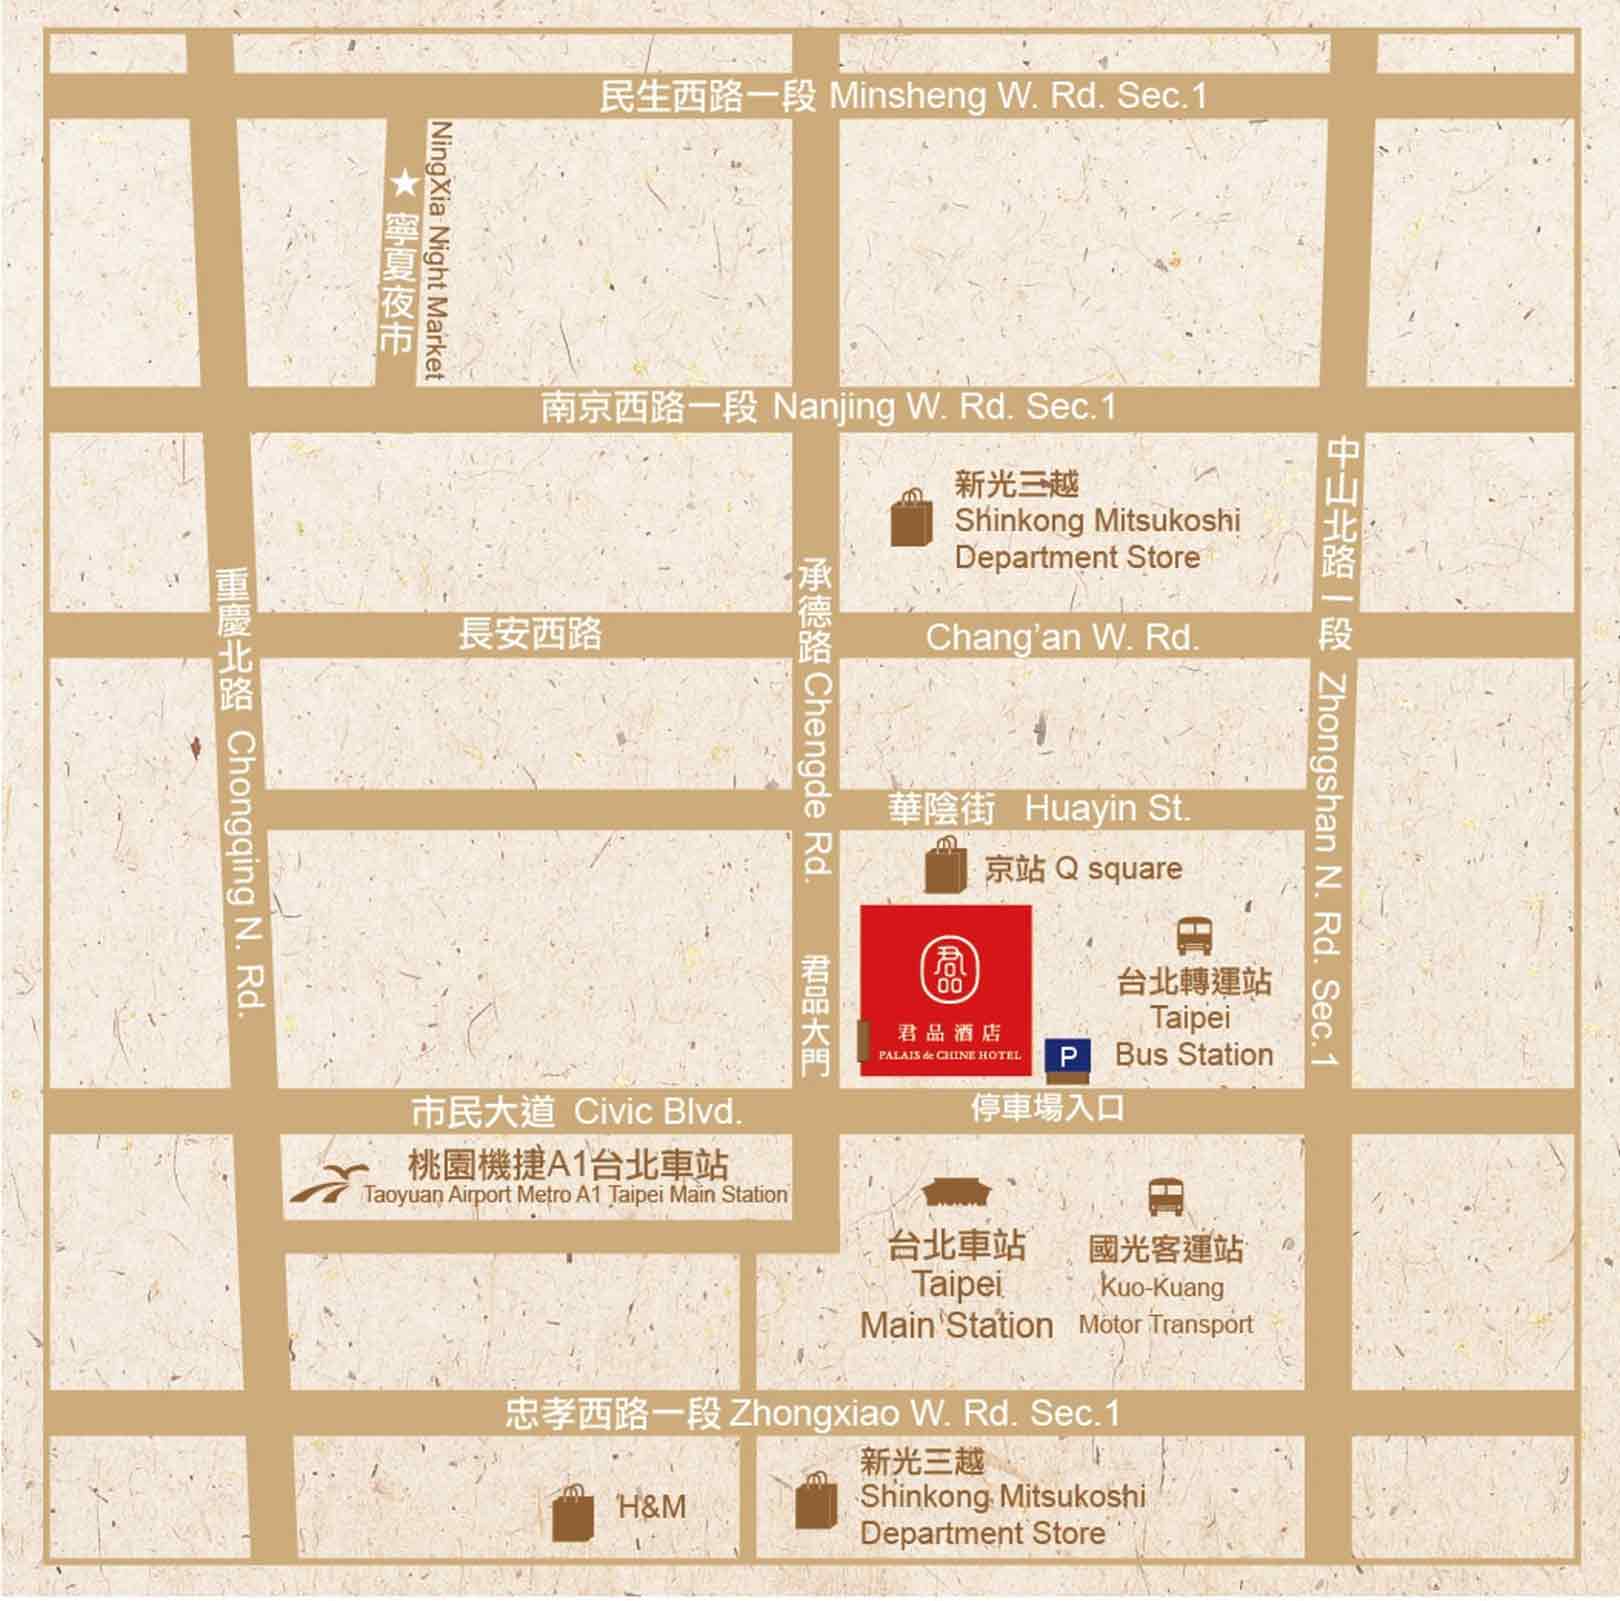 民生西路一段 Minsheng W. Rd. Sec.1
寧夏夜市
NingXia Night Market
南京西路一段 Nanjing W. Rd. Sec.1
新光三越
Shinkong Mitsukoshi
Department Store
中山北路一段 Zhongshan N. Rd. Sec.1
重慶北路 Chongqing N. Rd.
承德路 Chengde Rd.
長安西路 Chang'an W. Rd.
華陰街 Huayin St.
京站 Q square
君品
君品酒店
PALAIS de CHINE HOTEL
君品大門
台北轉運站
Taipei
Bus Station
P
停車場入口
市民大道 Civic Blvd.
桃園機捷A1台北車站
Taoyuan Airport Metro A1 Taipei Main Station
台北車站
Taipei
Main Station
國光客運站
Kuo-Kuang
Motor Transport
忠孝西路一段 Zhongxiao W. Rd. Sec.1
H&M
新光三越
Shinkong Mitsukoshi
Department Store